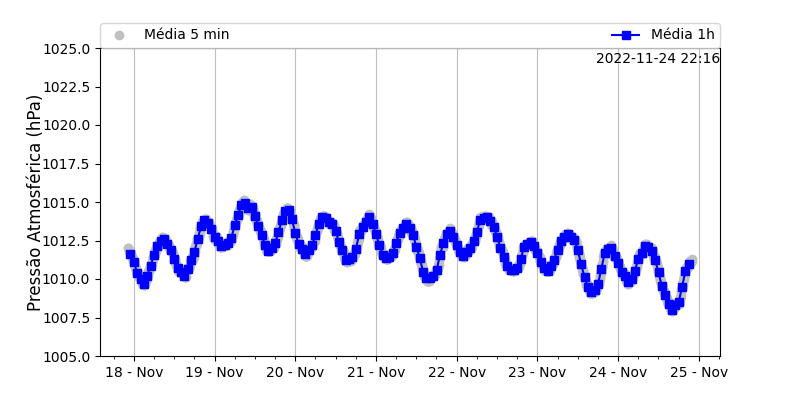 Média 5 min
Média 1h
2022-11-24 22:16
Pressão Atmosférica (hPa)
1025.0
1022.5
1020.0
1017.5
1015.0
1012.5
1010.0
1007.5
1005.0
18 - Nov
19 - Nov
20 - Nov
21 - Nov
22 - Nov
23 - Nov
24 - Nov
25 - Nov